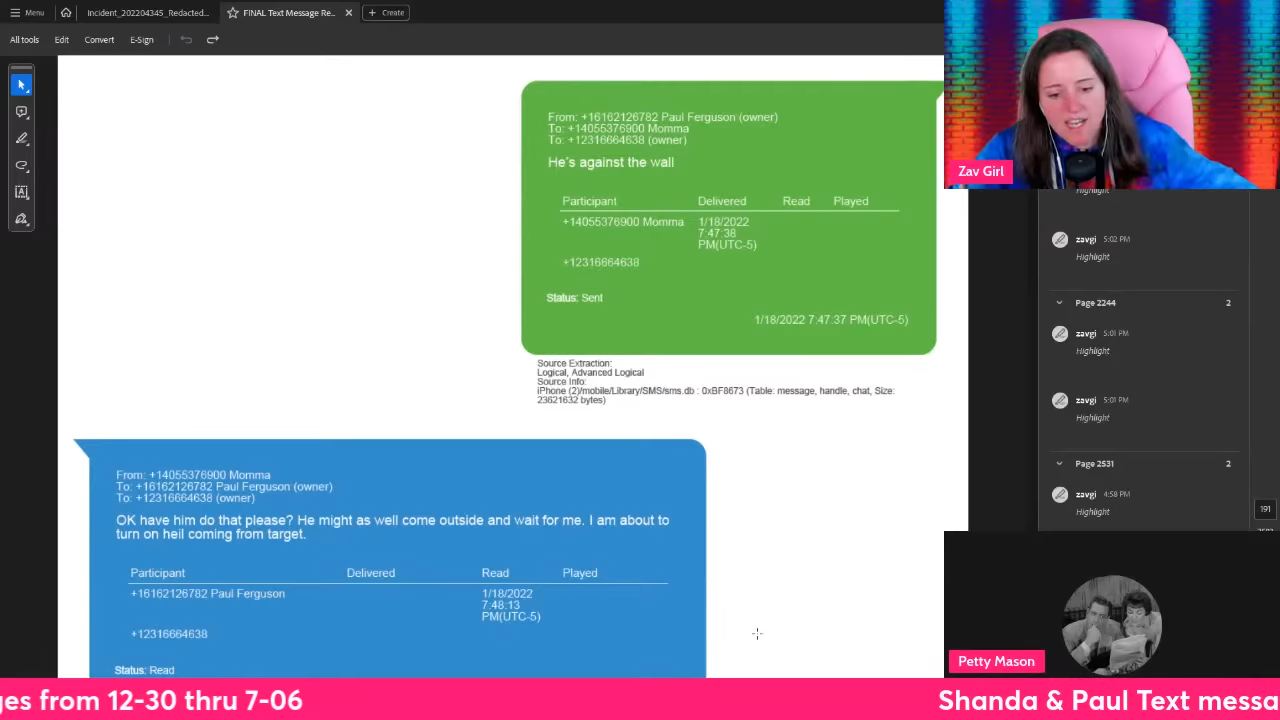 Menu
Incident_202204345_Redacted...
FINAL Text Message Re...
Create
All tools
Edit
Convert
E-Sign
From: +16162126782 Paul Ferguson (owner)
To: +14055376900 Momma
To: +12316664638 (owner)
He's against the wall
Participant Delivered Read Played
+14055376900 Momma 1/18/2022
7:47:38
PM(UTC-5)
+12316664638
Status: Sent
1/18/2022 7:47:37 PM(UTC-5)
Source Extraction:
Logical, Advanced Logical
Source Info:
iPhone (2)/mobile/Library/SMS/sms.db : 0xBF8673 (Table: message, handle, chat, Size:
23621632 bytes)
From: +14055376900 Momma
To: +16162126782 Paul Ferguson (owner)
To: +12316664638 (owner)
OK have him do that please? He might as well come outside and wait for me. I am about to
turn on heil coming from target.
Participant Delivered Read Played
+16162126782 Paul Ferguson 1/18/2022
7:48:13
PM(UTC-5)
+12316664638
Status: Read
Zav Girl
Highlight
zavgi 5:02 PM
Highlight
Page 2244 2
zavgi 5:01 PM
Highlight
zavgi 5:01 PM
Highlight
Page 2531 2
zavgi 4:58 PM
Highlight
191
Petty Mason
ges from 12-30 thru 7-06
Shanda & Paul Text messa